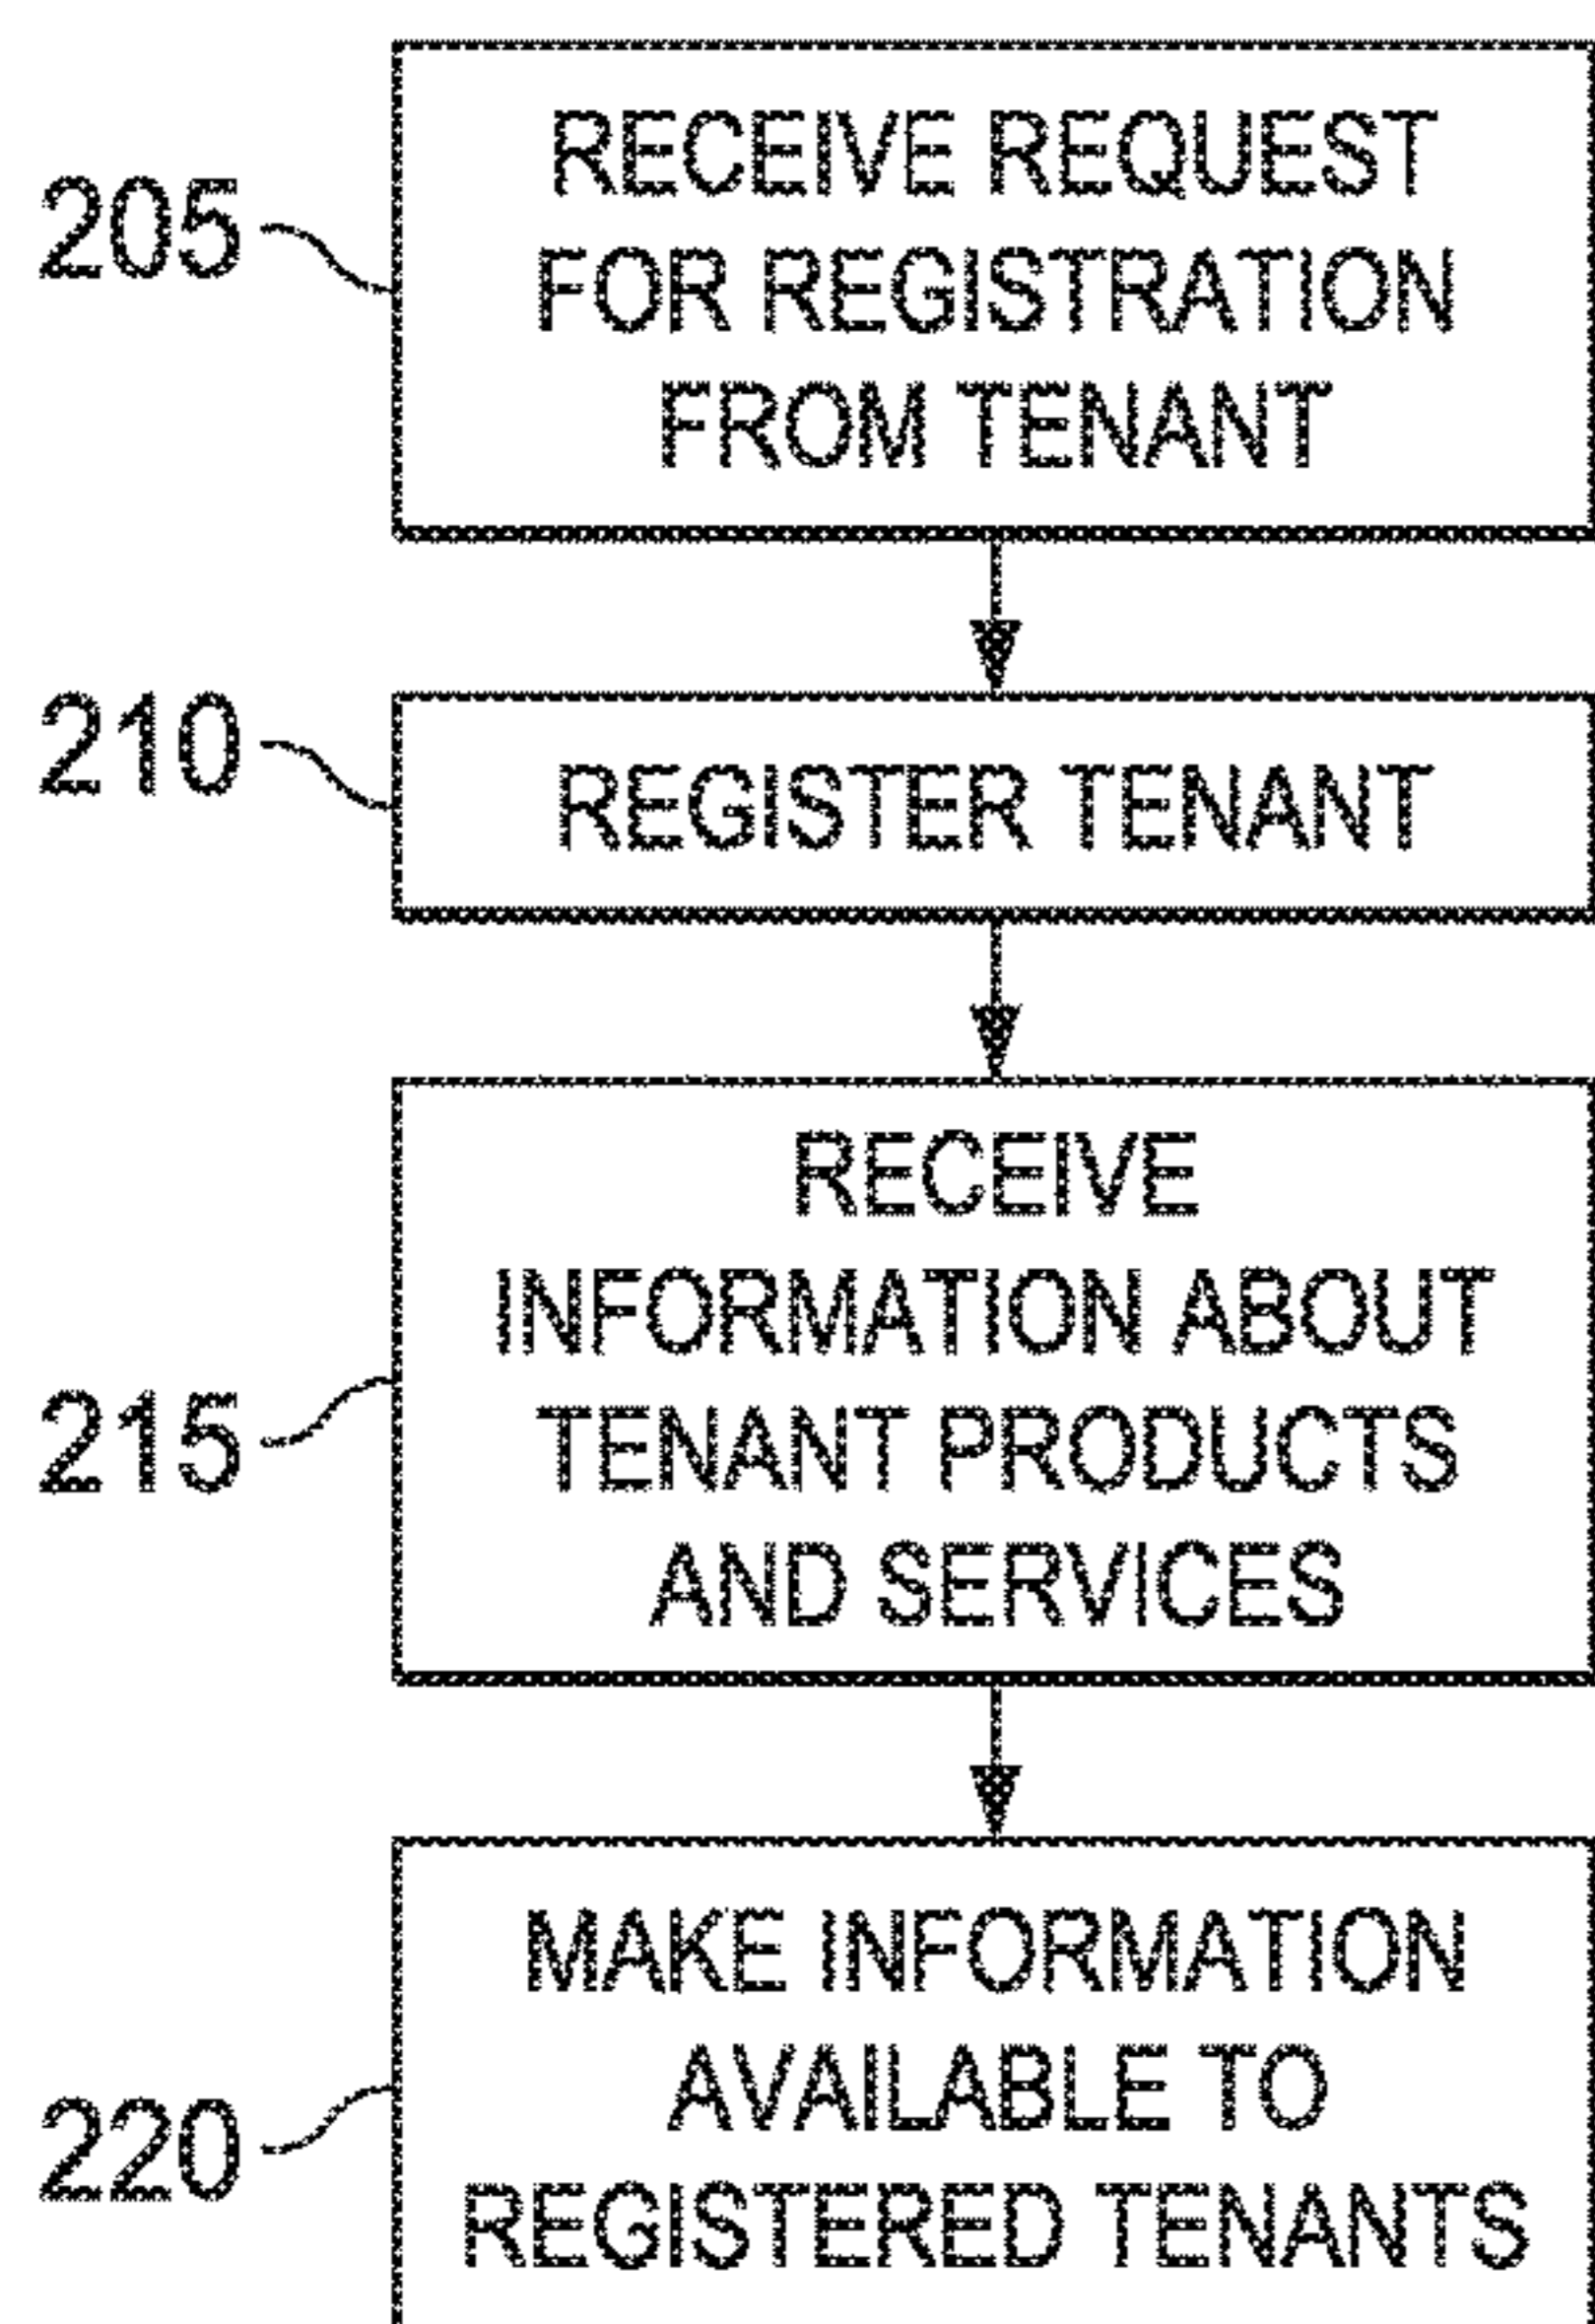 205
RECEIVE REQUEST
FOR REGISTRATION
FROM TENANT
210
REGISTER TENANT
215
RECEIVE
INFORMATION ABOUT
TENANT PRODUCTS
AND SERVICES
220
MAKE INFORMATION
AVAILABLE TO
REGISTERED TENANTS